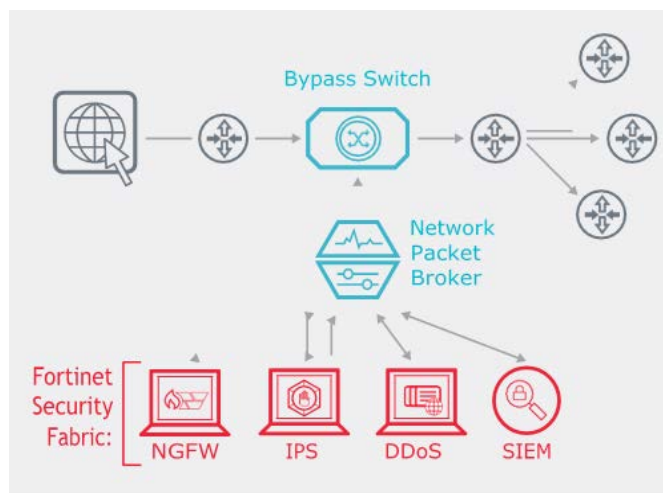 Bypass Switch
Network
Packet
Broker
Fortinet
Security
Fabric:
NGFW
IPS
DDoS
SIEM